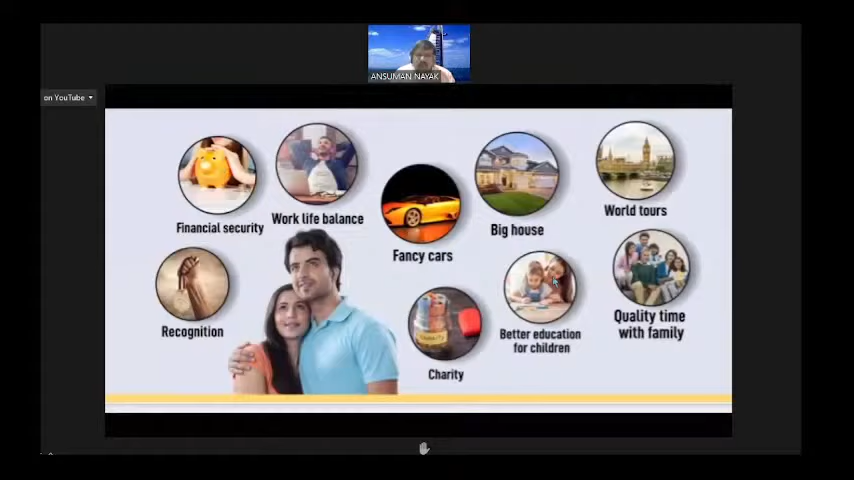 ANSUMAN NAYAK
on YouTube
Financial security
Work life balance
Fancy cars
Big house
World tours
Recognition
Charity
Better education
for children
Quality time
with family